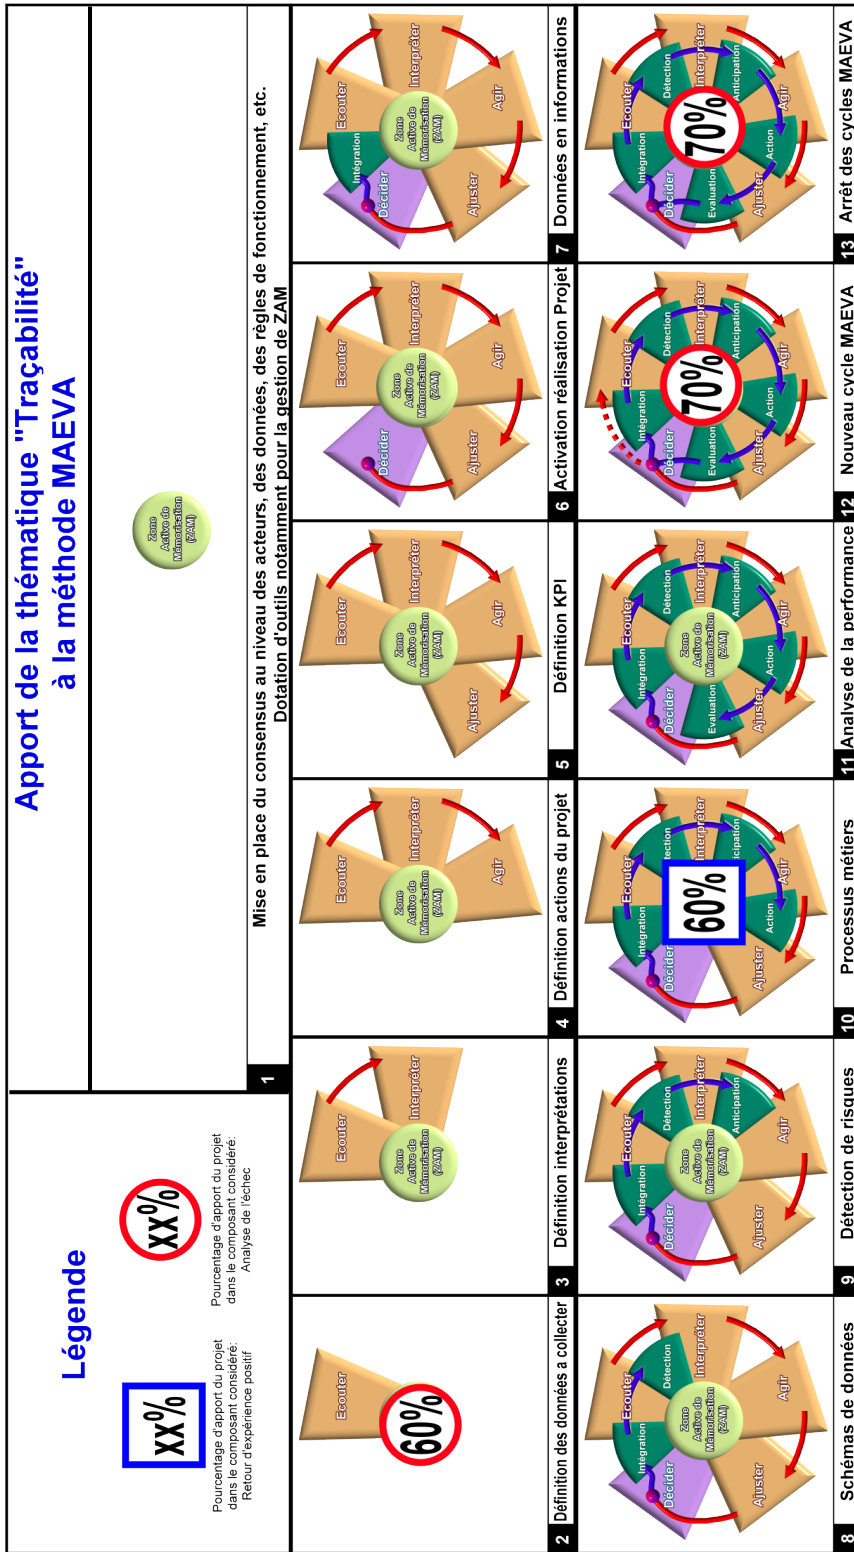 Légende
xx%
Pourcentage d'apport du projet
dans le composant considéré:
Retour d'expérience positif
xx%
Pourcentage d'apport du projet
dans le composant considéré:
Analyse de l'échec
Apport de la thématique "Traçabilité"
à la méthode MAEVA
Zone
Active de
Mémorisation
(ZAM)
1
Mise en place du consensus au niveau des acteurs, des données, des règles de fonctionnement, etc.
Dotation d'outils notamment pour la gestion de ZAM
Ecouter
60%
2 Définition des données a collecter
Ecouter
Interpréter
Zone
Active de
Mémorisation
(ZAM)
3 Définition interprétations
Ecouter
Interpréter
Agir
Zone
Active de
Mémorisation
(ZAM)
4 Définition actions du projet
Ecouter
Interpréter
Agir
Ajuster
Zone
Active de
Mémorisation
(ZAM)
5 Définition KPI
Ecouter
Interpréter
Agir
Ajuster
Décider
Zone
Active de
Mémorisation
(ZAM)
6 Activation réalisation Projet
Ecouter
Interpréter
Agir
Ajuster
Décider
Intégration
Zone
Active de
Mémorisation
(ZAM)
7 Données en informations
Ecouter
Interpréter
Agir
Ajuster
Décider
Intégration
Détection
Zone
Active de
Mémorisation
(ZAM)
8 Schémas de données
Ecouter
Interpréter
Agir
Ajuster
Décider
Intégration
Détection
Anticipation
Zone
Active de
Mémorisation
(ZAM)
9 Détection de risques
Ecouter
Interpréter
Agir
Ajuster
Décider
Intégration
tection
icipation
Action
60%
10 Processus métiers
Ecouter
Interpréter
Agir
Ajuster
Décider
Intégration
Détection
Anticipation
Action
Evaluation
Zone
Active de
Mémorisation
(ZAM)
11 Analyse de la performance
Ecouter
Interpréter
Agir
Ajuster
Décider
Intégration
Détection
Anticipation
Action
Evaluation
70%
12 Nouveau cycle MAEVA
Ecouter
Interpréter
Agir
Ajuster
Décider
Intégration
Détection
Anticipation
Action
Evaluation
70%
13 Arrêt des cycles MAEVA